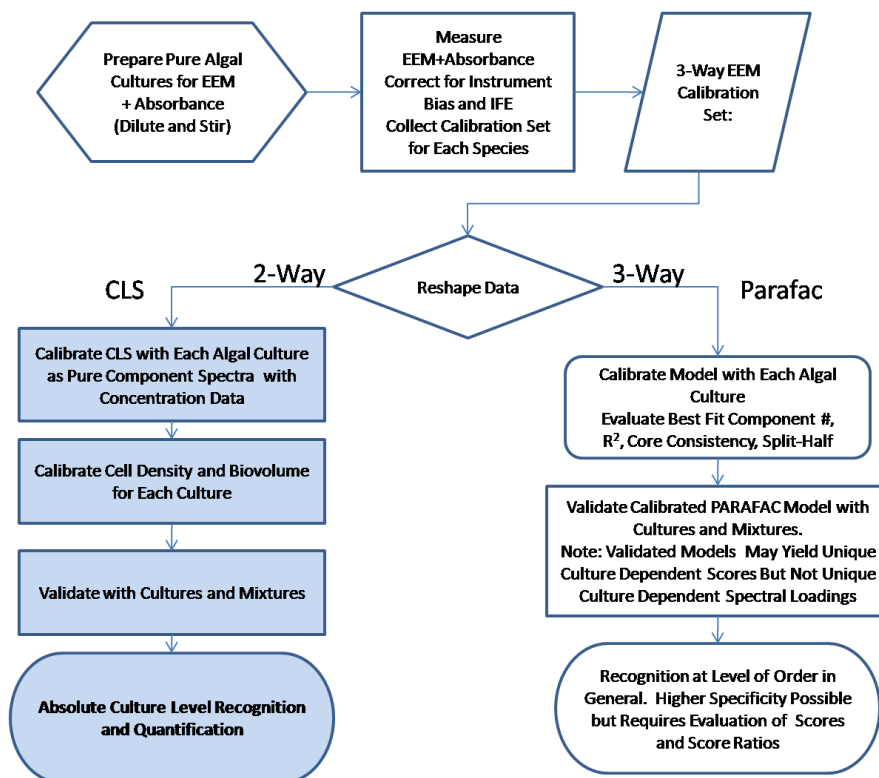 Prepare Pure Algal
Cultures for EEM
+ Absorbance
(Dilute and Stir)
Measure
EEM+Absorbance
Correct for Instrument
Bias and IFE
Collect Calibration Set
for Each Species
3-Way EEM
Calibration
Set:
Reshape Data
2-Way
CLS
3-Way
Parafac
Calibrate CLS with Each Algal Culture
as Pure Component Spectra with
Concentration Data
Calibrate Cell Density and Biovolume
for Each Culture
Validate with Cultures and Mixtures
Absolute Culture Level Recognition
and Quantification
Calibrate Model with Each Algal
Culture
Evaluate Best Fit Component #,
R², Core Consistency, Split-Half
Validate Calibrated PARAFAC Model with
Cultures and Mixtures.
Note: Validated Models May Yield Unique
Culture Dependent Scores But Not Unique
Culture Dependent Spectral Loadings
Recognition at Level of Order in
General. Higher Specificity Possible
but Requires Evaluation of Scores
and Score Ratios